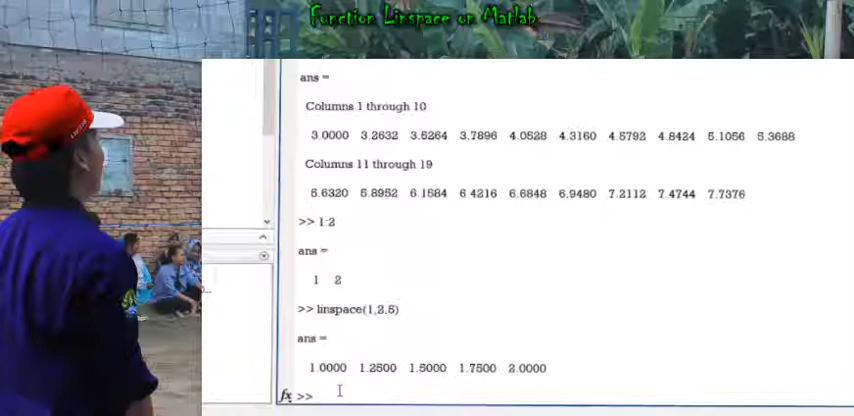 Function Linspace on Matlab
ans =
Columns 1 through 10
3.0000 3.2632 3.5264 3.7896 4.0528 4.3160 4.5792 4.8424 5.1056 5.3688
Columns 11 through 19
5.6320 5.8952 6.1584 6.4216 6.6848 6.9480 7.2112 7.4744 7.7376
>> 1:2
ans =
1 2
>> linspace(1,2,5)
ans =
1.0000 1.2500 1.5000 1.7500 2.0000
fx >>